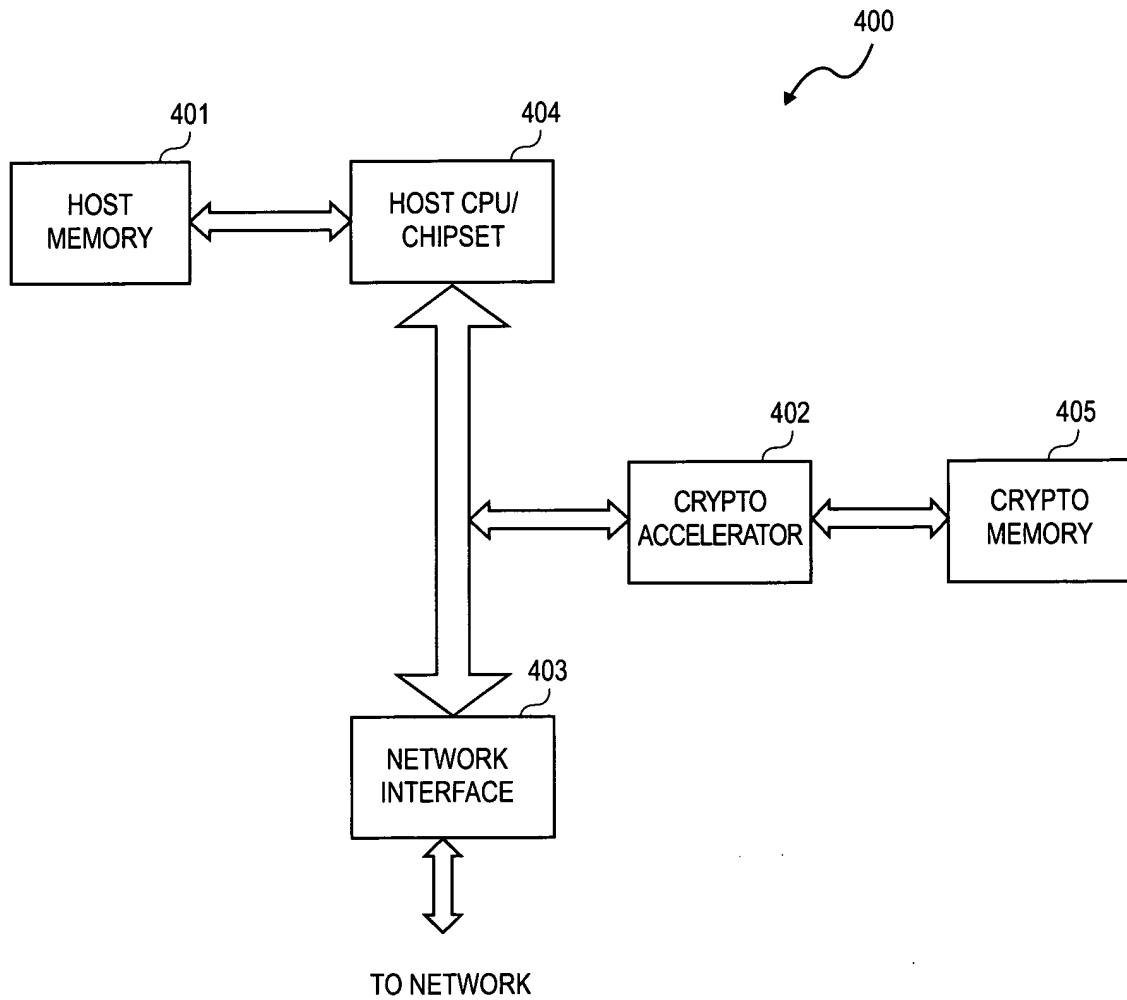 400
401
404
HOST
MEMORY
HOST CPU/
CHIPSET
402
405
CRYPTO
ACCELERATOR
CRYPTO
MEMORY
403
NETWORK
INTERFACE
TO NETWORK